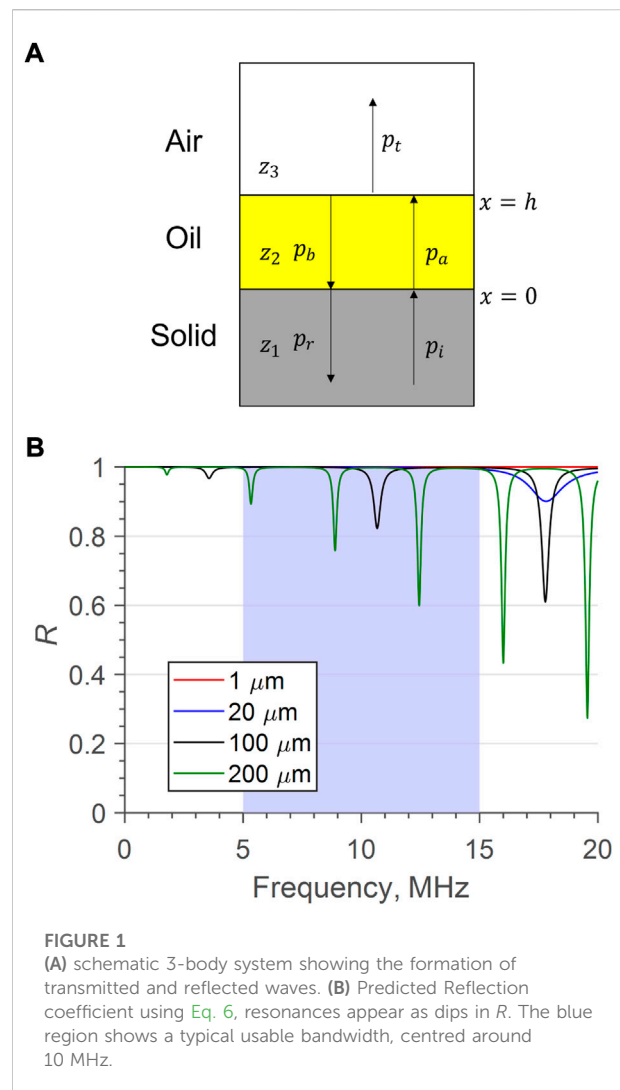 A
Air
p_t
z_3
x = h
Oil
z_2 p_b
p_a
x = 0
Solid
z_1 p_r
p_i
B
1
0.8
0.6
0.4
0.2
0
R
1 μm
20 μm
100 μm
200 μm
0 5 10 15 20
Frequency, MHz
FIGURE 1
(A) schematic 3-body system showing the formation of
transmitted and reflected waves. (B) Predicted Reflection
coefficient using Eq. 6, resonances appear as dips in R. The blue
region shows a typical usable bandwidth, centred around
10 MHz.